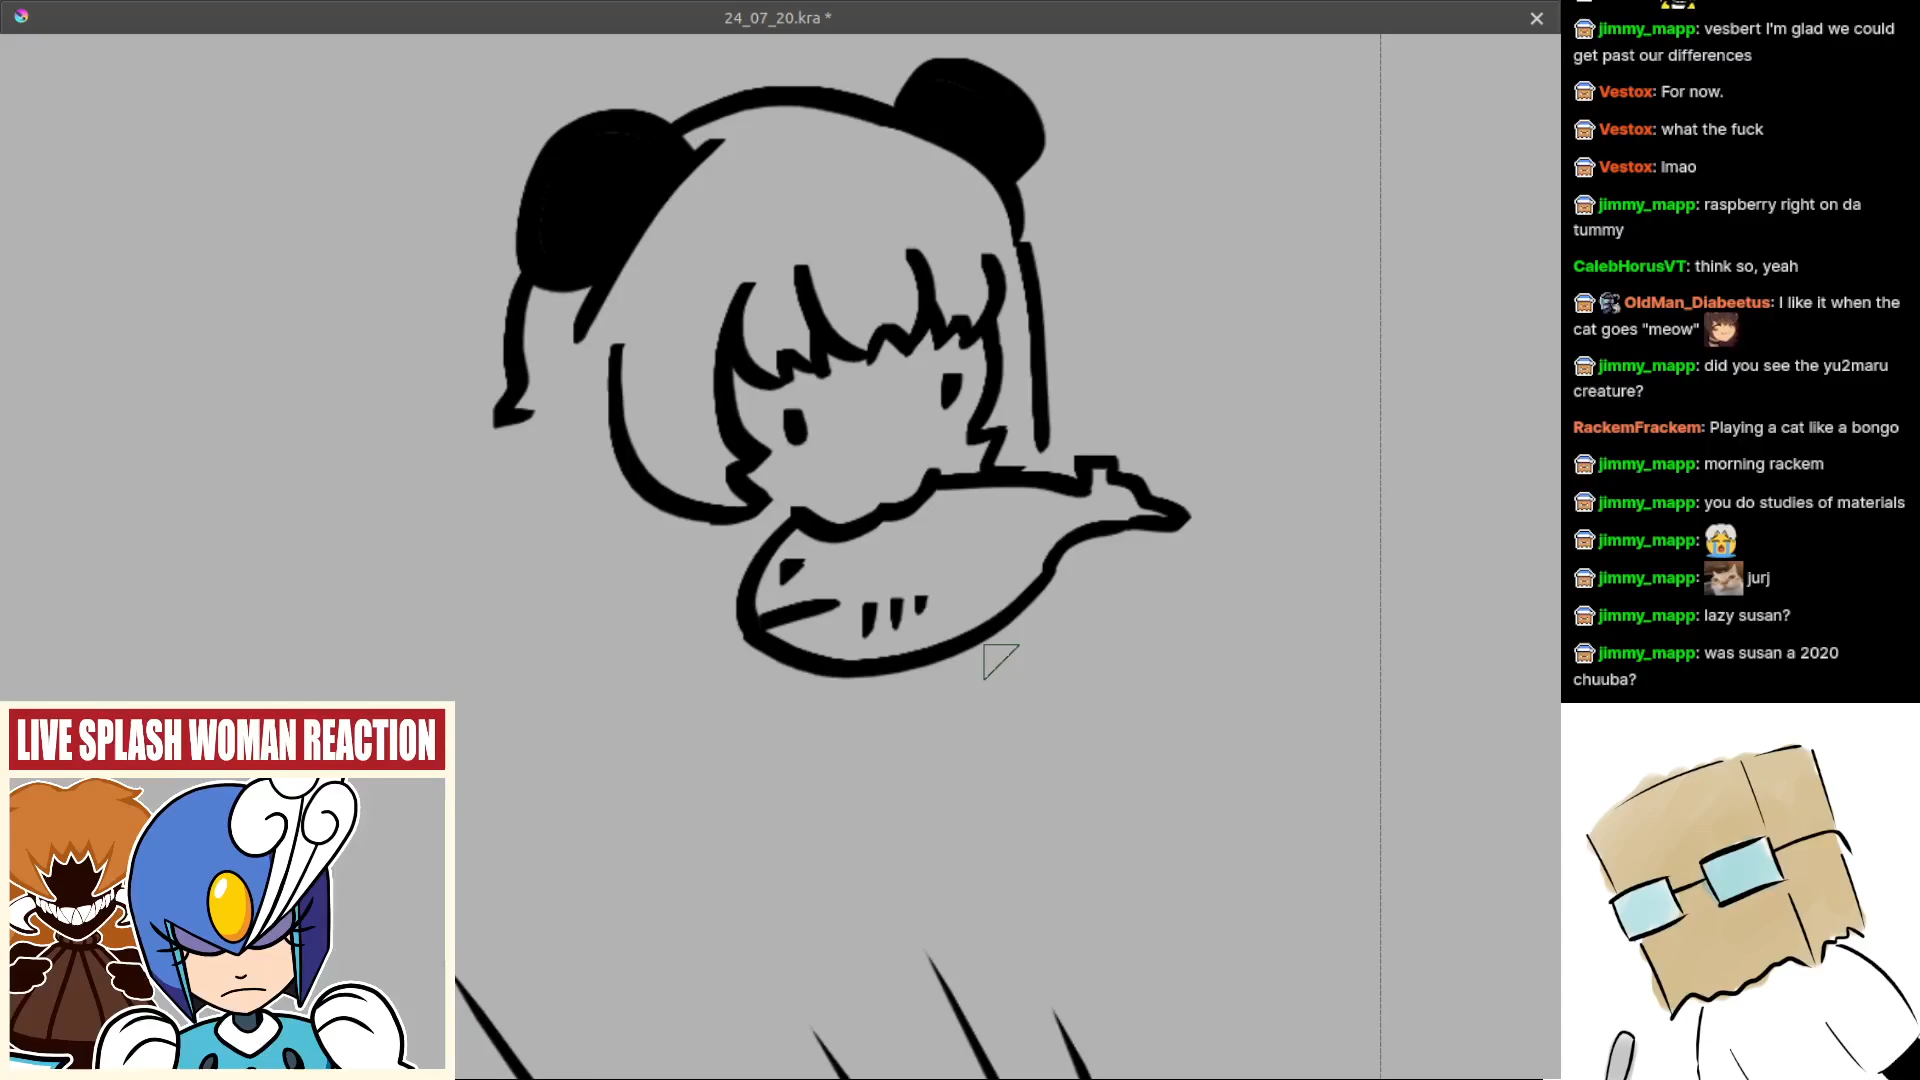 24_07_20.kra *
jimmy_mapp: vesbert I'm glad we could
get past our differences
Vestox: For now.
Vestox: what the fuck
Vestox: lmao
jimmy_mapp: raspberry right on da
tummy
CalebHorusVT: think so, yeah
OldMan_Diabeetus: I like it when the
cat goes "meow"
jimmy_mapp: did you see the yu2maru
creature?
RackemFrackem: Playing a cat like a bongo
jimmy_mapp: morning rackem
jimmy_mapp: you do studies of materials
jimmy_mapp:
jimmy_mapp: jurj
jimmy_mapp: lazy susan?
jimmy_mapp: was susan a 2020
chuuba?
LIVE SPLASH WOMAN REACTION